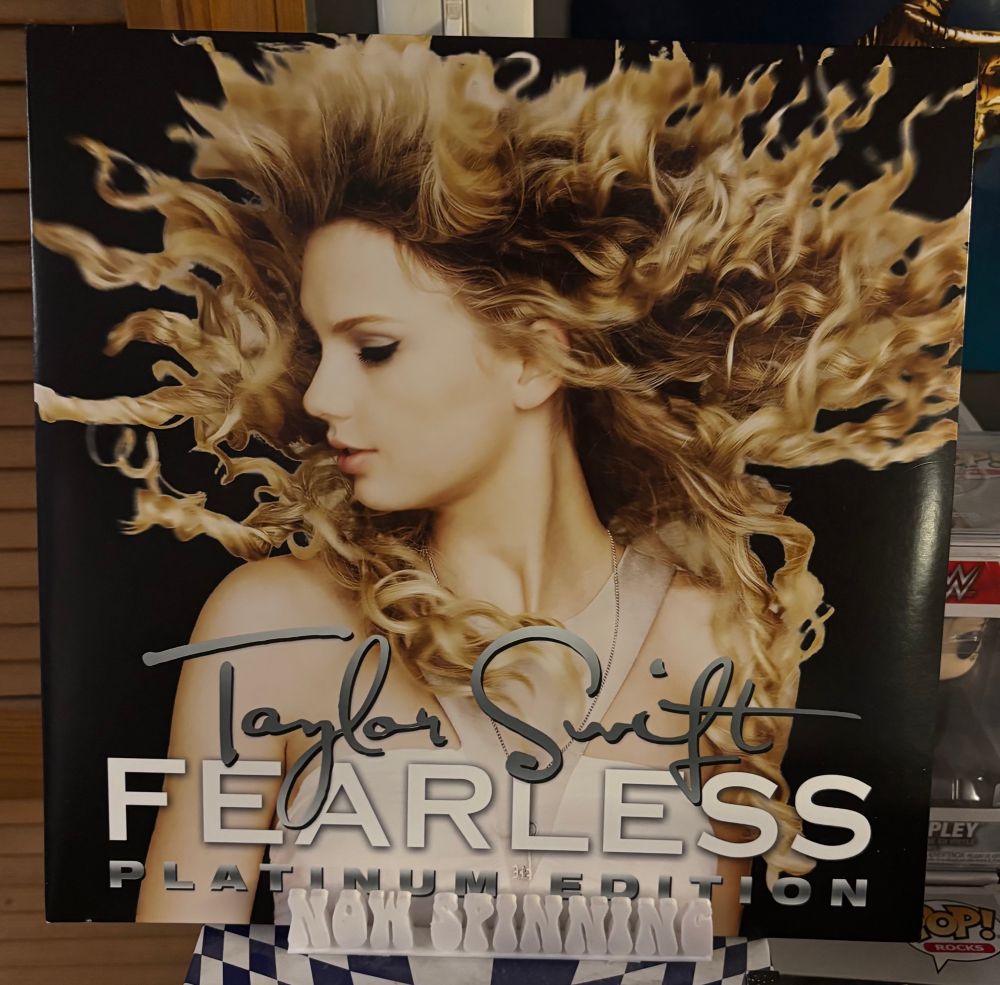 Taylor Swift
FEARLESS
PLATINUM EDITION
NOW SPINNING
W
PLEY
POP!
ROCKS